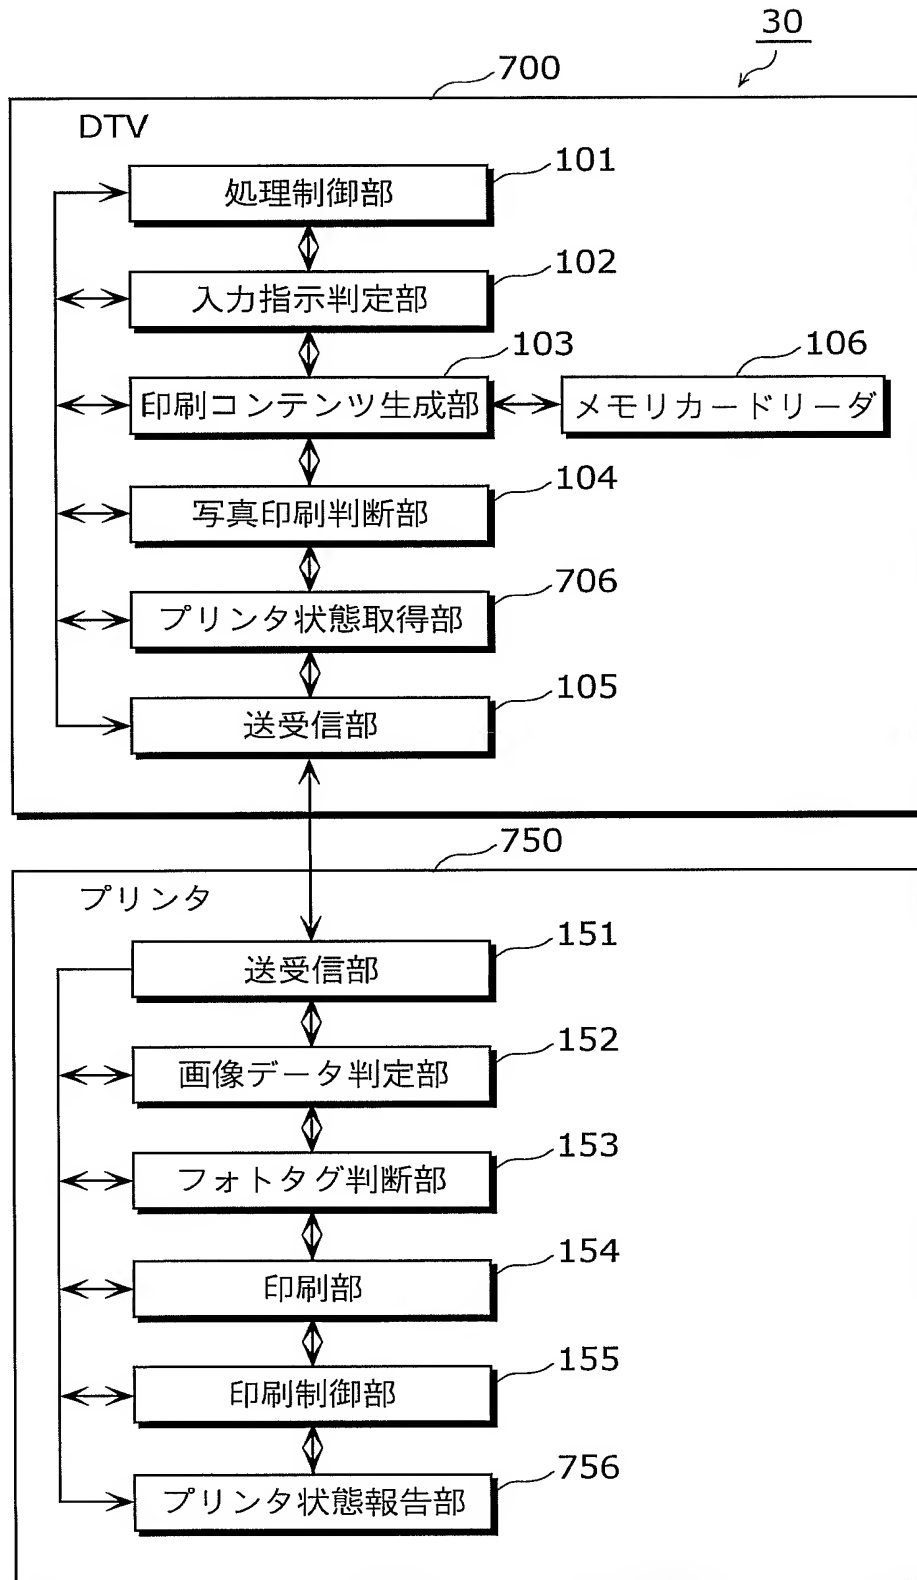 30
700
DTV
101
処理制御部
102
入力指示判定部
103
106
印刷コンテンツ生成部
メモリカードリーダ
104
写真印刷判断部
706
プリンタ状態取得部
105
送受信部
750
プリンタ
151
送受信部
152
画像データ判定部
153
フォトタグ判断部
154
印刷部
155
印刷制御部
756
プリンタ状態報告部